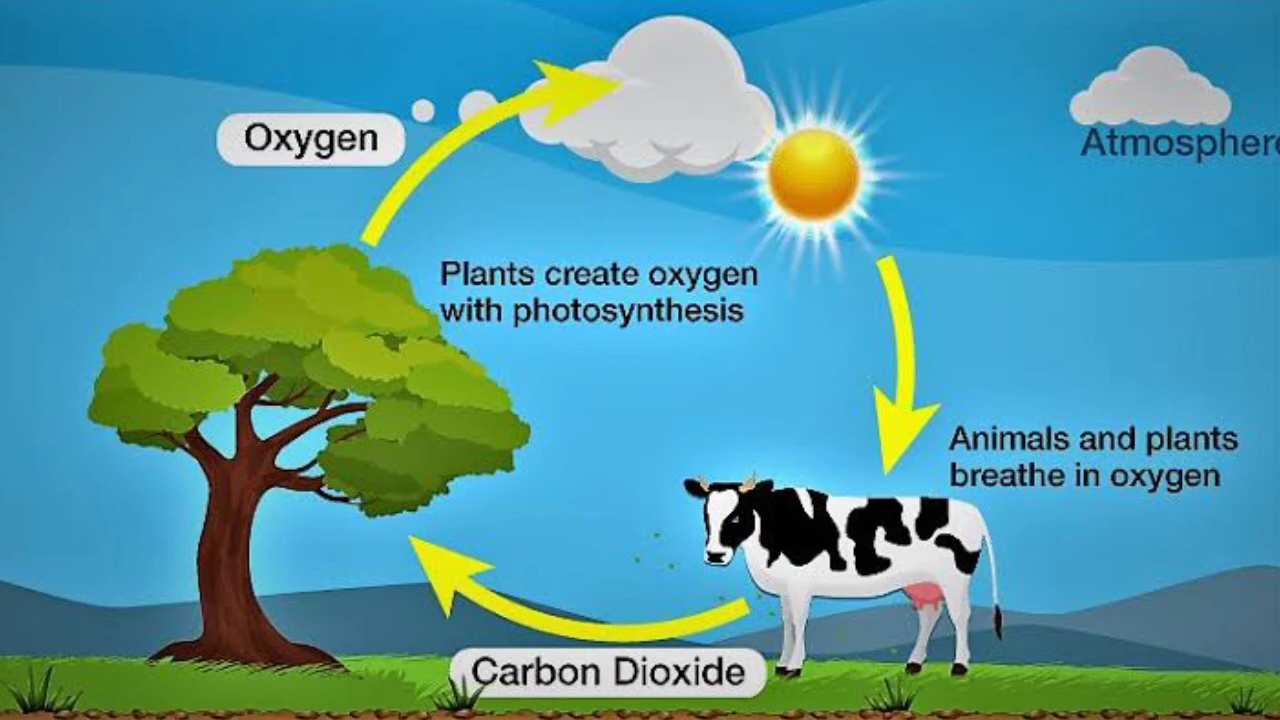 Oxygen
Atmospher
Plants create oxygen
with photosynthesis
Animals and plants
breathe in oxygen
Carbon Dioxide